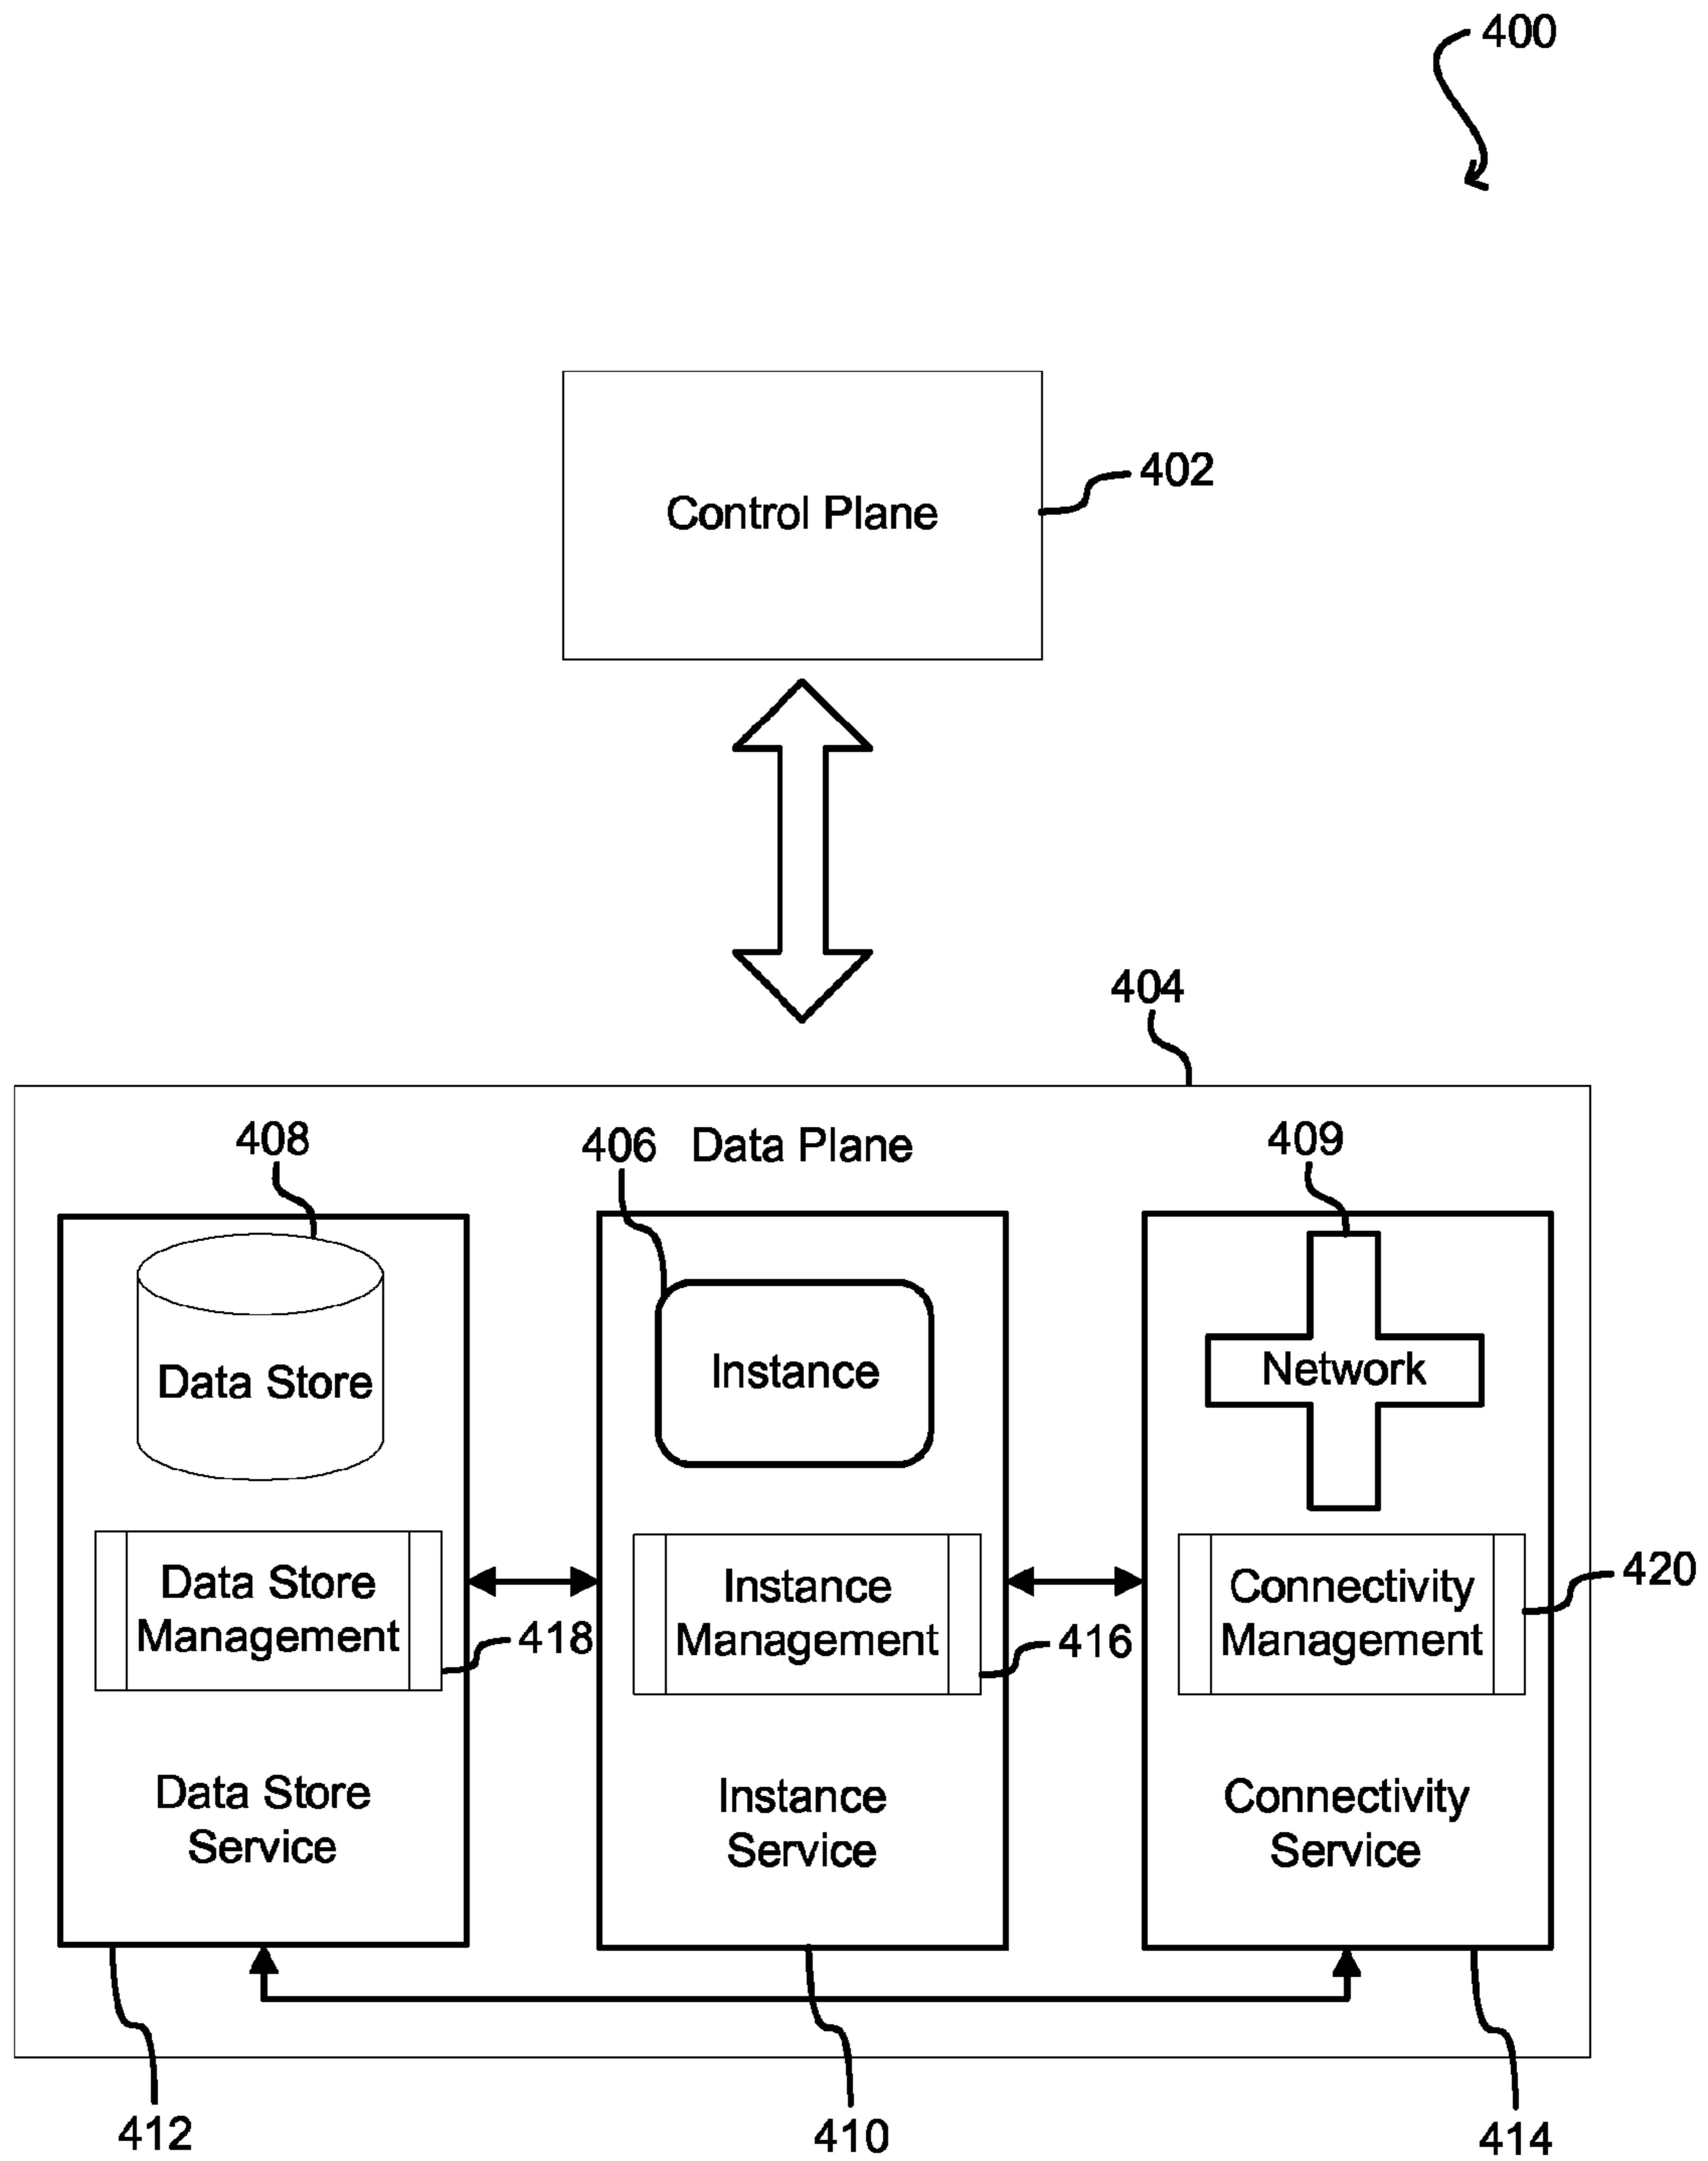 400
402
Control Plane
404
408
406
Data Plane
409
Data Store
Instance
Network
Data Store
Management
418
Instance
Management
416
Connectivity
Management
420
Data Store
Service
Instance
Service
Connectivity
Service
412
410
414